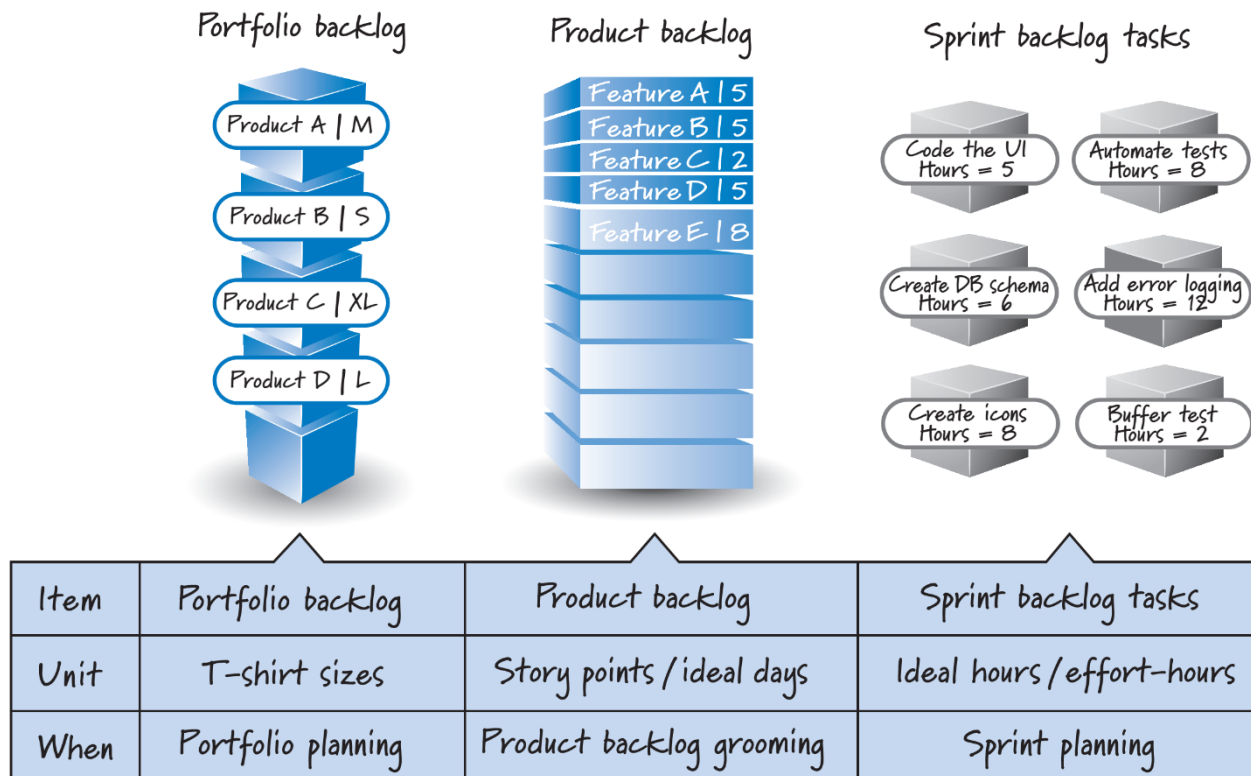 Portfolio backlog
Product A | M
Product B | S
Product C | XL
Product D | L
Product backlog
Feature A | 5
Feature B | 5
Feature C | 2
Feature D | 5
Feature E | 8
Sprint backlog tasks
Code the UI
Hours = 5
Automate tests
Hours = 8
Create DB schema
Hours = 6
Add error logging
Hours = 12
Create icons
Hours = 8
Buffer test
Hours = 2
Item
Portfolio backlog
Product backlog
Sprint backlog tasks
Unit
T-shirt sizes
Story points / ideal days
Ideal hours / effort-hours
When
Portfolio planning
Product backlog grooming
Sprint planning